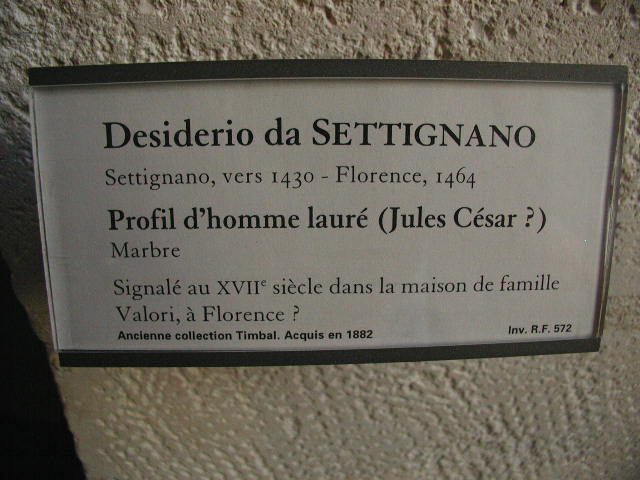 Desiderio da SETTIGNANO
Settignano, vers 1430 - Florence, 1464
Profil d'homme lauré (Jules César ?)
Marbre
Signalé au XVIIe siècle dans la maison de famille
Valori, à Florence ?
Ancienne collection Timbal. Acquis en 1882
Inv. R.F. 572